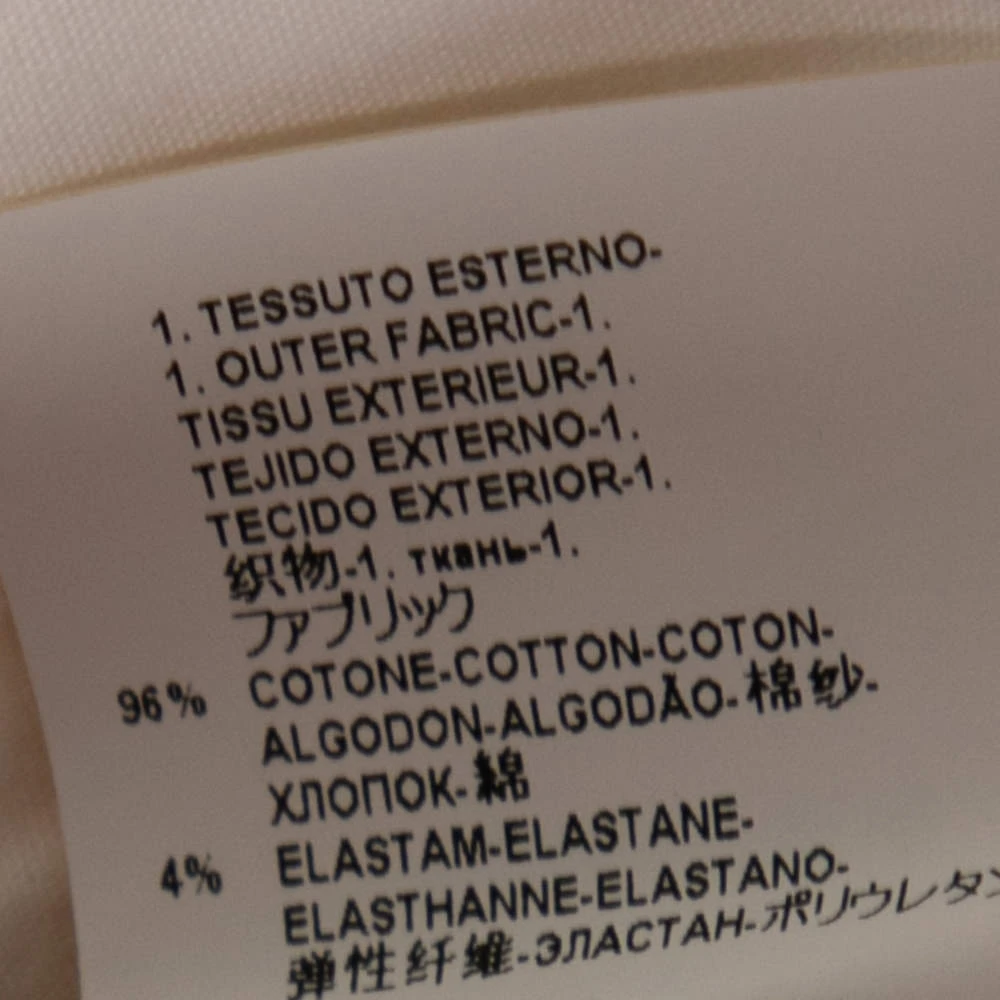 1. TESSUTO ESTERNO-
1. OUTER FABRIC-1.
TISSU EXTERIEUR-1.
TEJIDO EXTERNO-1.
TECIDO EXTERIOR-1.
织物-1. ткань-1.
ファブリック
96% COTONE-COTTON-COTON-
ALGODON-ALGODÃO-棉纱-
ХЛОПОК-綿
4% ELASTAM-ELASTANE-
ELASTHANNE-ELASTANO-
弹性纤维-ЭЛАСТАН-ポリウレタン